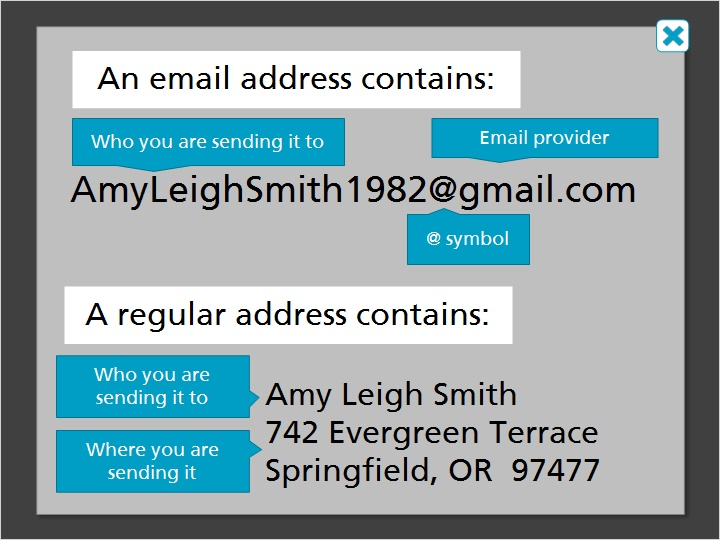 An email address contains:
Who you are sending it to
Email provider
AmyLeighSmith1982@gmail.com
@ symbol
A regular address contains:
Who you are
sending it to
Amy Leigh Smith
742 Evergreen Terrace
Springfield, OR 97477
Where you are
sending it